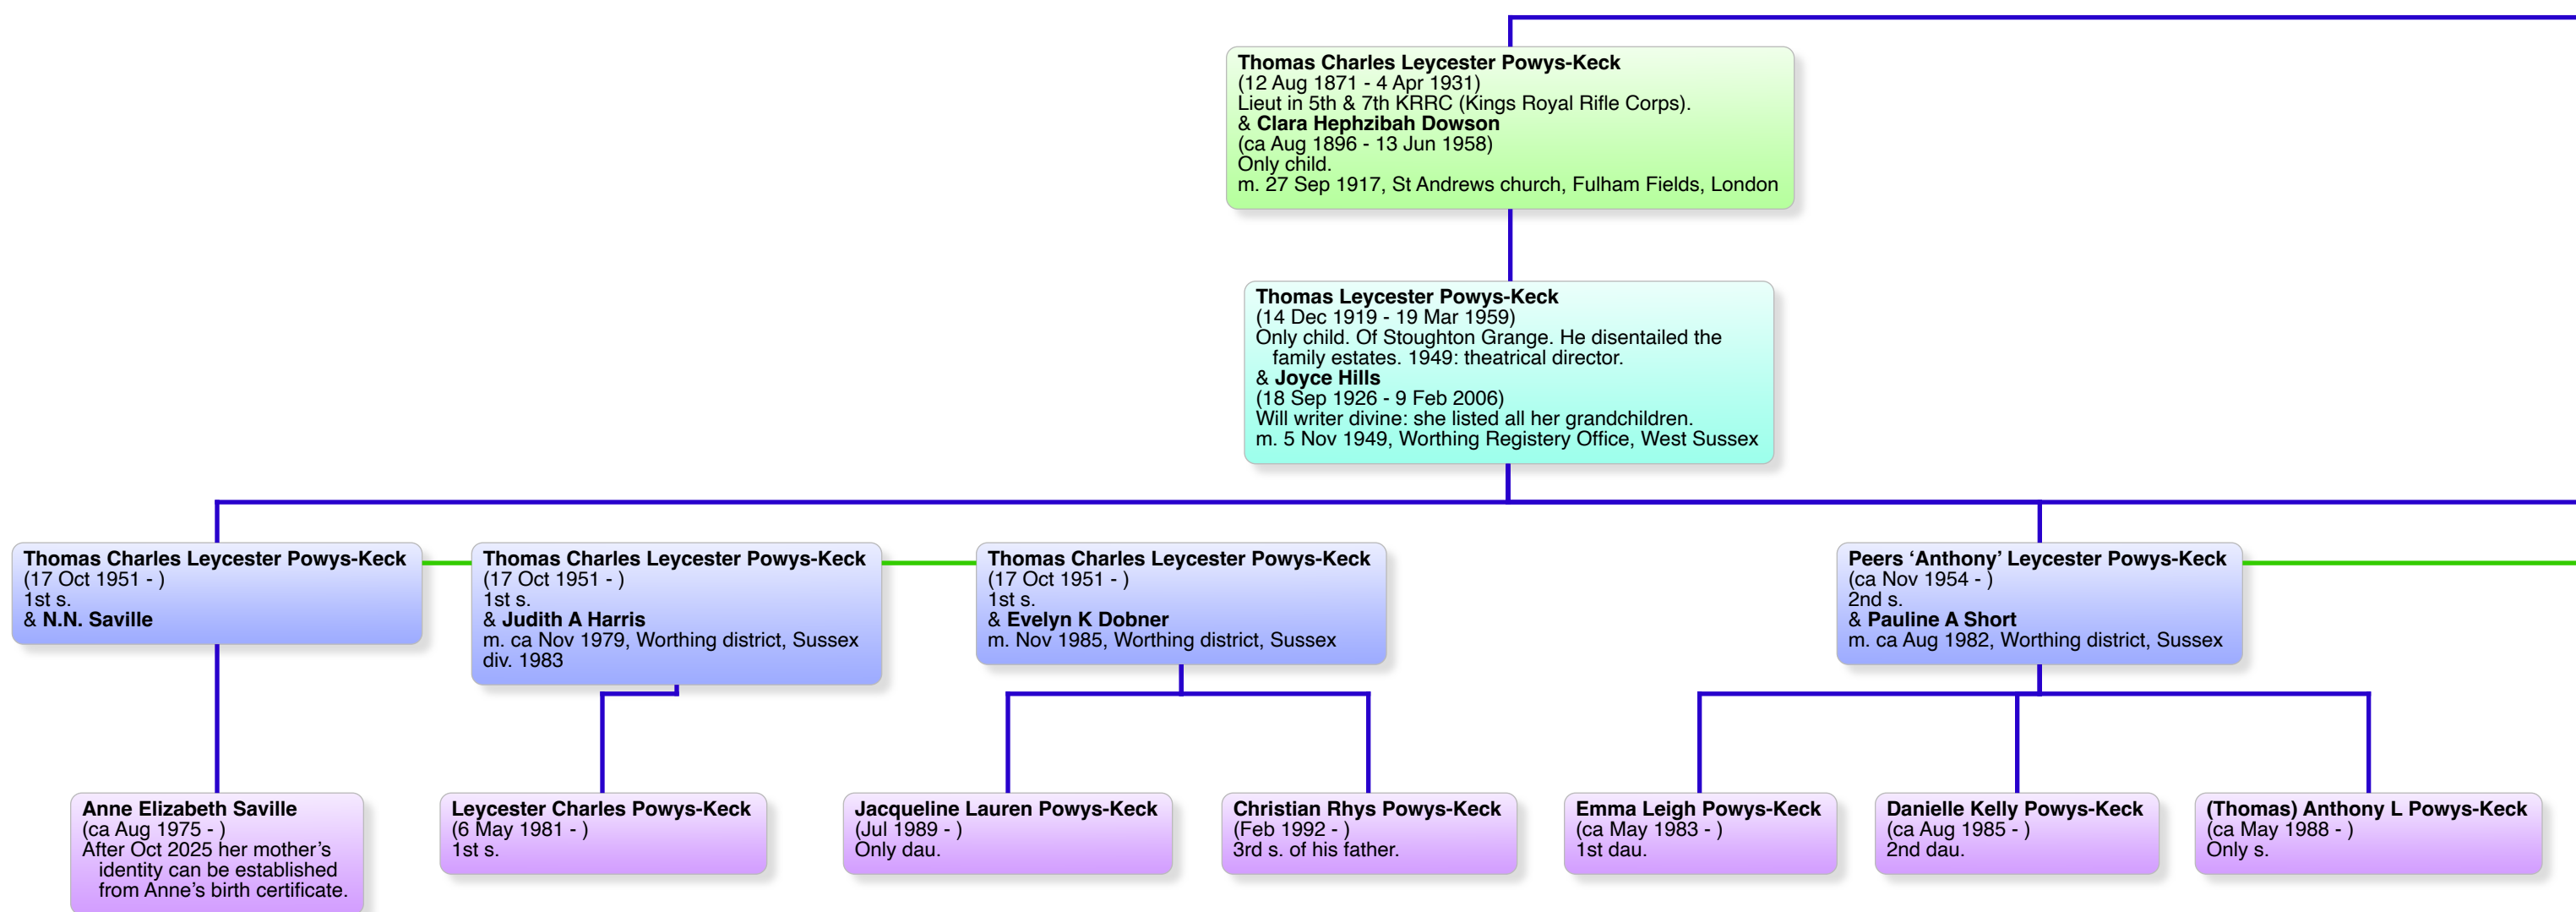 Thomas Charles Leycester Powys-Keck
(12 Aug 1871 - 4 Apr 1931)
Lieut in 5th & 7th KRRC (Kings Royal Rifle Corps).
& Clara Hephzibah Dowson
(ca Aug 1896 - 13 Jun 1958)
Only child.
m. 27 Sep 1917, St Andrews church, Fulham Fields, London
Thomas Leycester Powys-Keck
(14 Dec 1919 - 19 Mar 1959)
Only child. Of Stoughton Grange. He disentailed the
family estates. 1949: theatrical director.
& Joyce Hills
(18 Sep 1926 - 9 Feb 2006)
Will writer divine: she listed all her grandchildren.
m. 5 Nov 1949, Worthing Registery Office, West Sussex
Thomas Charles Leycester Powys-Keck
(17 Oct 1951 - )
1st s.
& N.N. Saville
Thomas Charles Leycester Powys-Keck
(17 Oct 1951 - )
1st s.
& Judith A Harris
m. ca Nov 1979, Worthing district, Sussex
div. 1983
Thomas Charles Leycester Powys-Keck
(17 Oct 1951 - )
1st s.
& Evelyn K Dobner
m. Nov 1985, Worthing district, Sussex
Peers ‘Anthony’ Leycester Powys-Keck
(ca Nov 1954 - )
2nd s.
& Pauline A Short
m. ca Aug 1982, Worthing district, Sussex
Anne Elizabeth Saville
(ca Aug 1975 - )
After Oct 2025 her mother’s
identity can be established
from Anne’s birth certificate.
Leycester Charles Powys-Keck
(6 May 1981 - )
1st s.
Jacqueline Lauren Powys-Keck
(Jul 1989 - )
Only dau.
Christian Rhys Powys-Keck
(Feb 1992 - )
3rd s. of his father.
Emma Leigh Powys-Keck
(ca May 1983 - )
1st dau.
Danielle Kelly Powys-Keck
(ca Aug 1985 - )
2nd dau.
(Thomas) Anthony L Powys-Keck
(ca May 1988 - )
Only s.